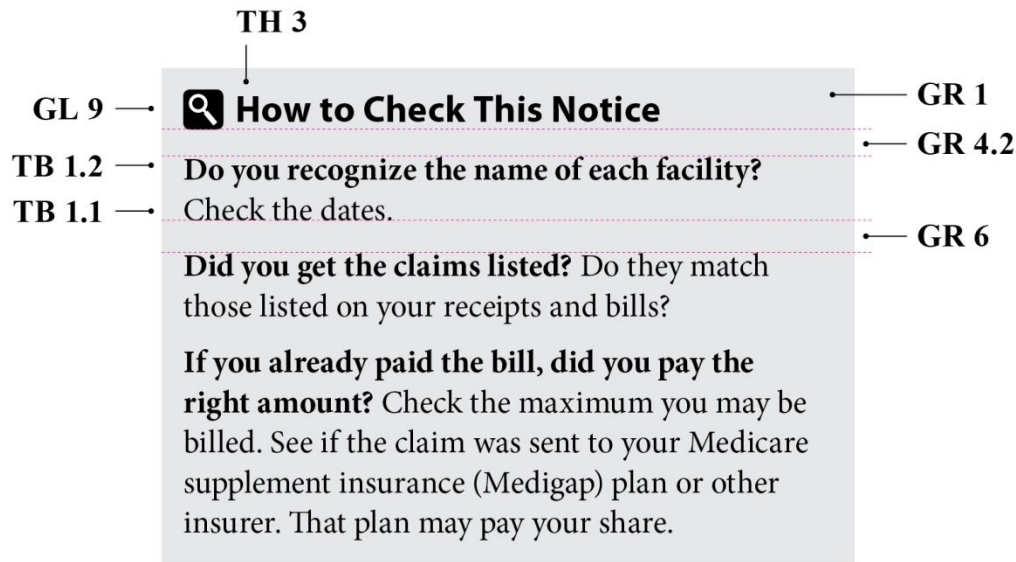 TH 3
GL 9
How to Check This Notice
GR 1
GR 4.2
TB 1.2
Do you recognize the name of each facility?
TB 1.1
Check the dates.
GR 6
Did you get the claims listed? Do they match
those listed on your receipts and bills?
If you already paid the bill, did you pay the
right amount? Check the maximum you may be
billed. See if the claim was sent to your Medicare
supplement insurance (Medigap) plan or other
insurer. That plan may pay your share.